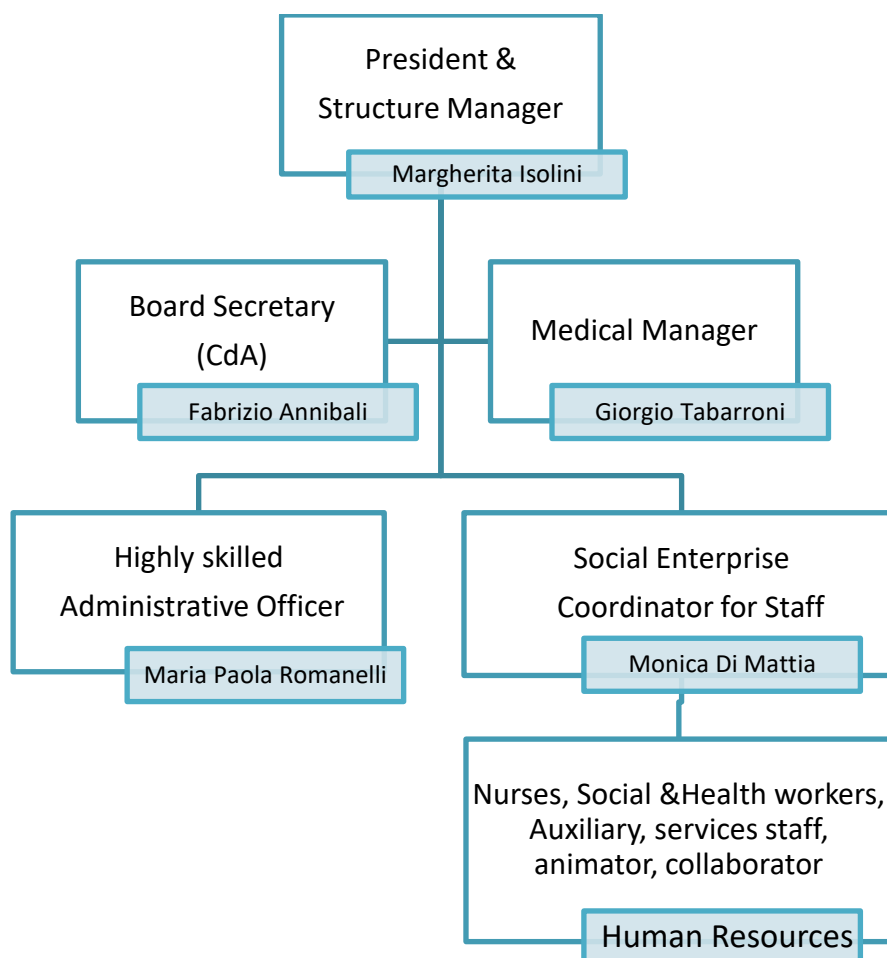 President &
Structure Manager
Margherita Isolini
Board Secretary
(CdA)
Fabrizio Annibali
Medical Manager
Giorgio Tabarroni
Highly skilled
Administrative Officer
Maria Paola Romanelli
Social Enterprise
Coordinator for Staff
Monica Di Mattia
Nurses, Social &Health workers,
Auxiliary, services staff,
animator, collaborator
Human Resources